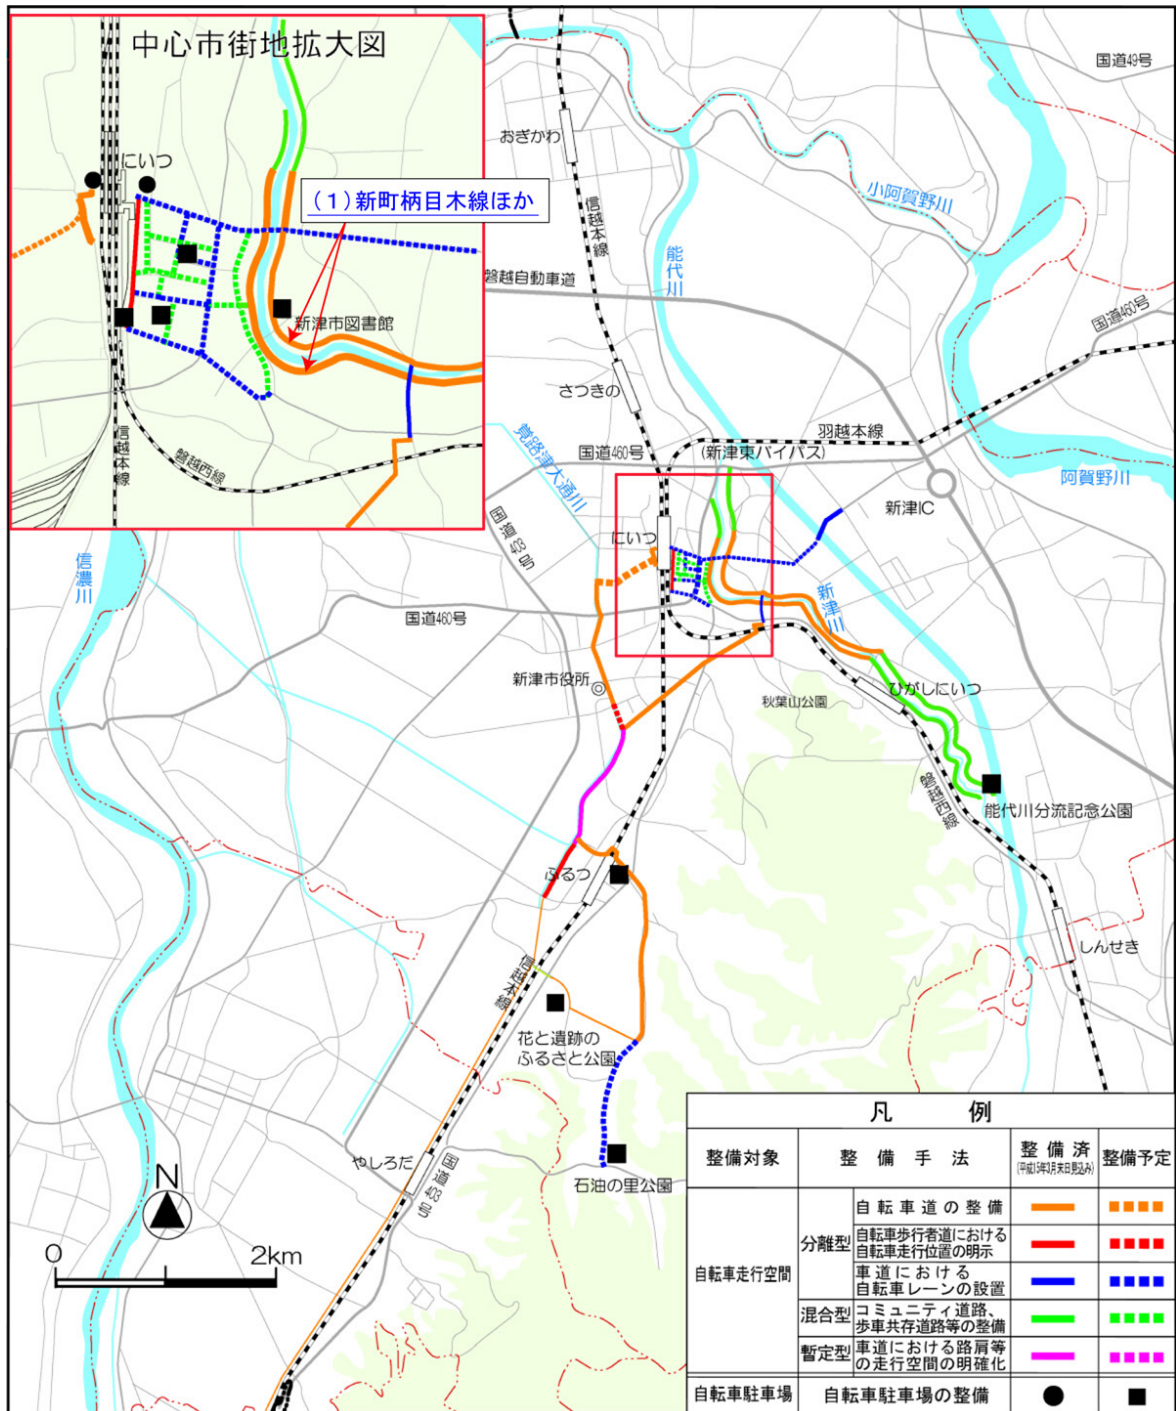 中心市街地拡大図
にいつ
(1)新町柄目木線ほか
新津市図書館
信越本線
磐越西線
国道49号
おぎかわ
信越本線
小阿賀野川
能代川
磐越自動車道
国道460号
さつきの
羽越本線
覚路津大通川
国道460号
(新津東バイパス)
阿賀野川
新津IC
国道403号
にいつ
信濃川
新津川
国道460号
新津市役所
ひがしにいつ
秋葉山公園
磐越西線
能代川分流記念公園
ふるつ
しんせき
信越本線
花と遺跡の
ふるさと公園
やしろだ
国道403号
石油の里公園
N
0 2km
凡 例
整備対象 整備手法 整備済 整備予定
(平成15年3月末日見込み)
自転車走行空間
分離型
自転車道の整備
自転車歩行者道における
自転車走行位置の明示
車道における
自転車レーンの設置
混合型
コミュニティ道路、
歩車共存道路等の整備
暫定型
車道における路肩等
の走行空間の明確化
自転車駐車場 自転車駐車場の整備